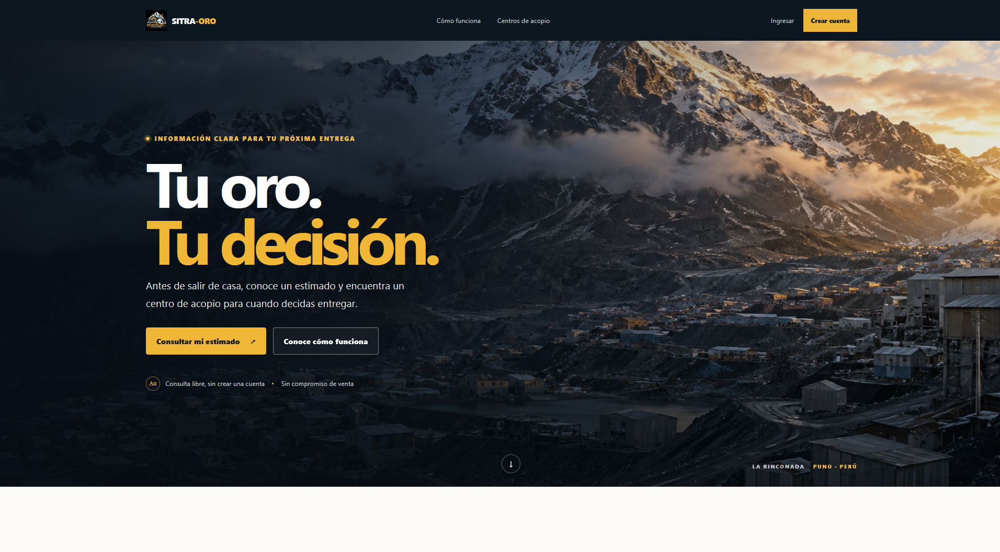 SITRA-ORO
Cómo funciona
Centros de acopio
Ingresar
Crear cuenta
INFORMACIÓN CLARA PARA TU PRÓXIMA ENTREGA
Tu oro.
Tu decisión.
Antes de salir de casa, conoce un estimado y encuentra un
centro de acopio para cuando decidas entregar.
Consultar mi estimado ↗
Conoce cómo funciona
Au
Consulta libre, sin crear una cuenta • Sin compromiso de venta
↓
LA RINCONADA PUNO · PERÚ